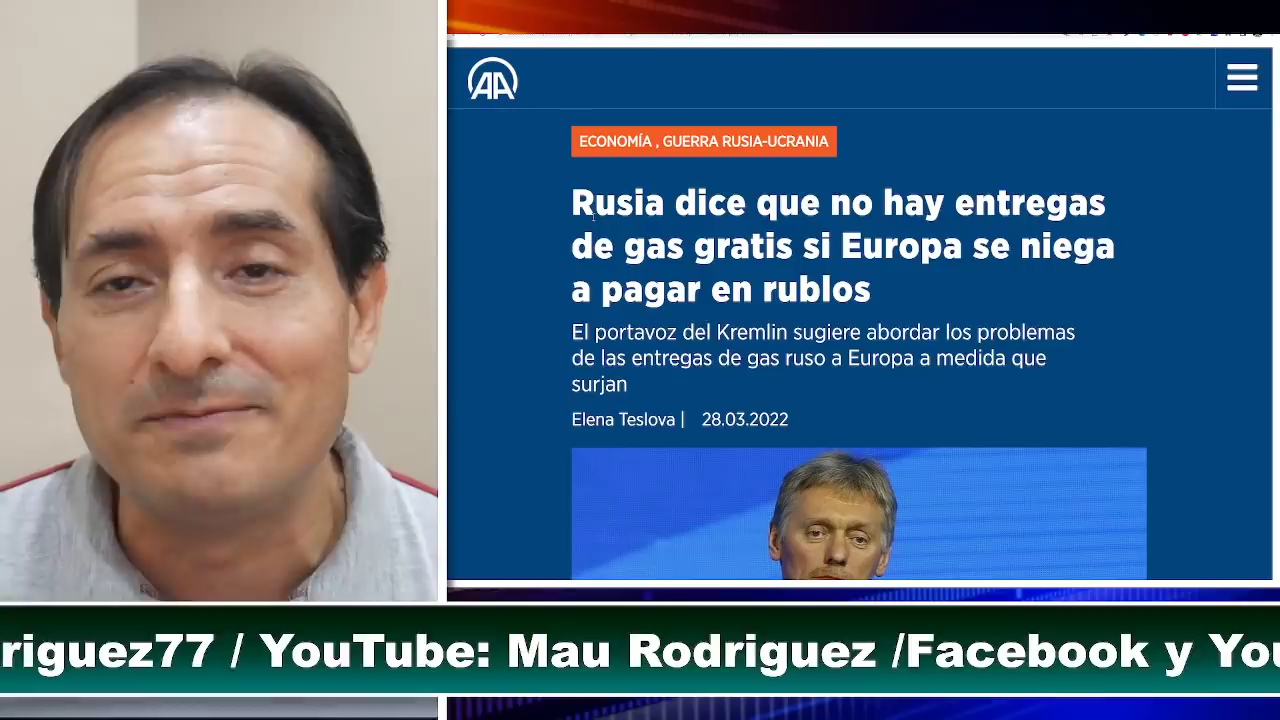 AA
ECONOMÍA , GUERRA RUSIA-UCRANIA
Rusia dice que no hay entregas
de gas gratis si Europa se niega
a pagar en rublos
El portavoz del Kremlin sugiere abordar los problemas
de las entregas de gas ruso a Europa a medida que
surjan
Elena Teslova | 28.03.2022
riguez77 / YouTube: Mau Rodriguez /Facebook y You